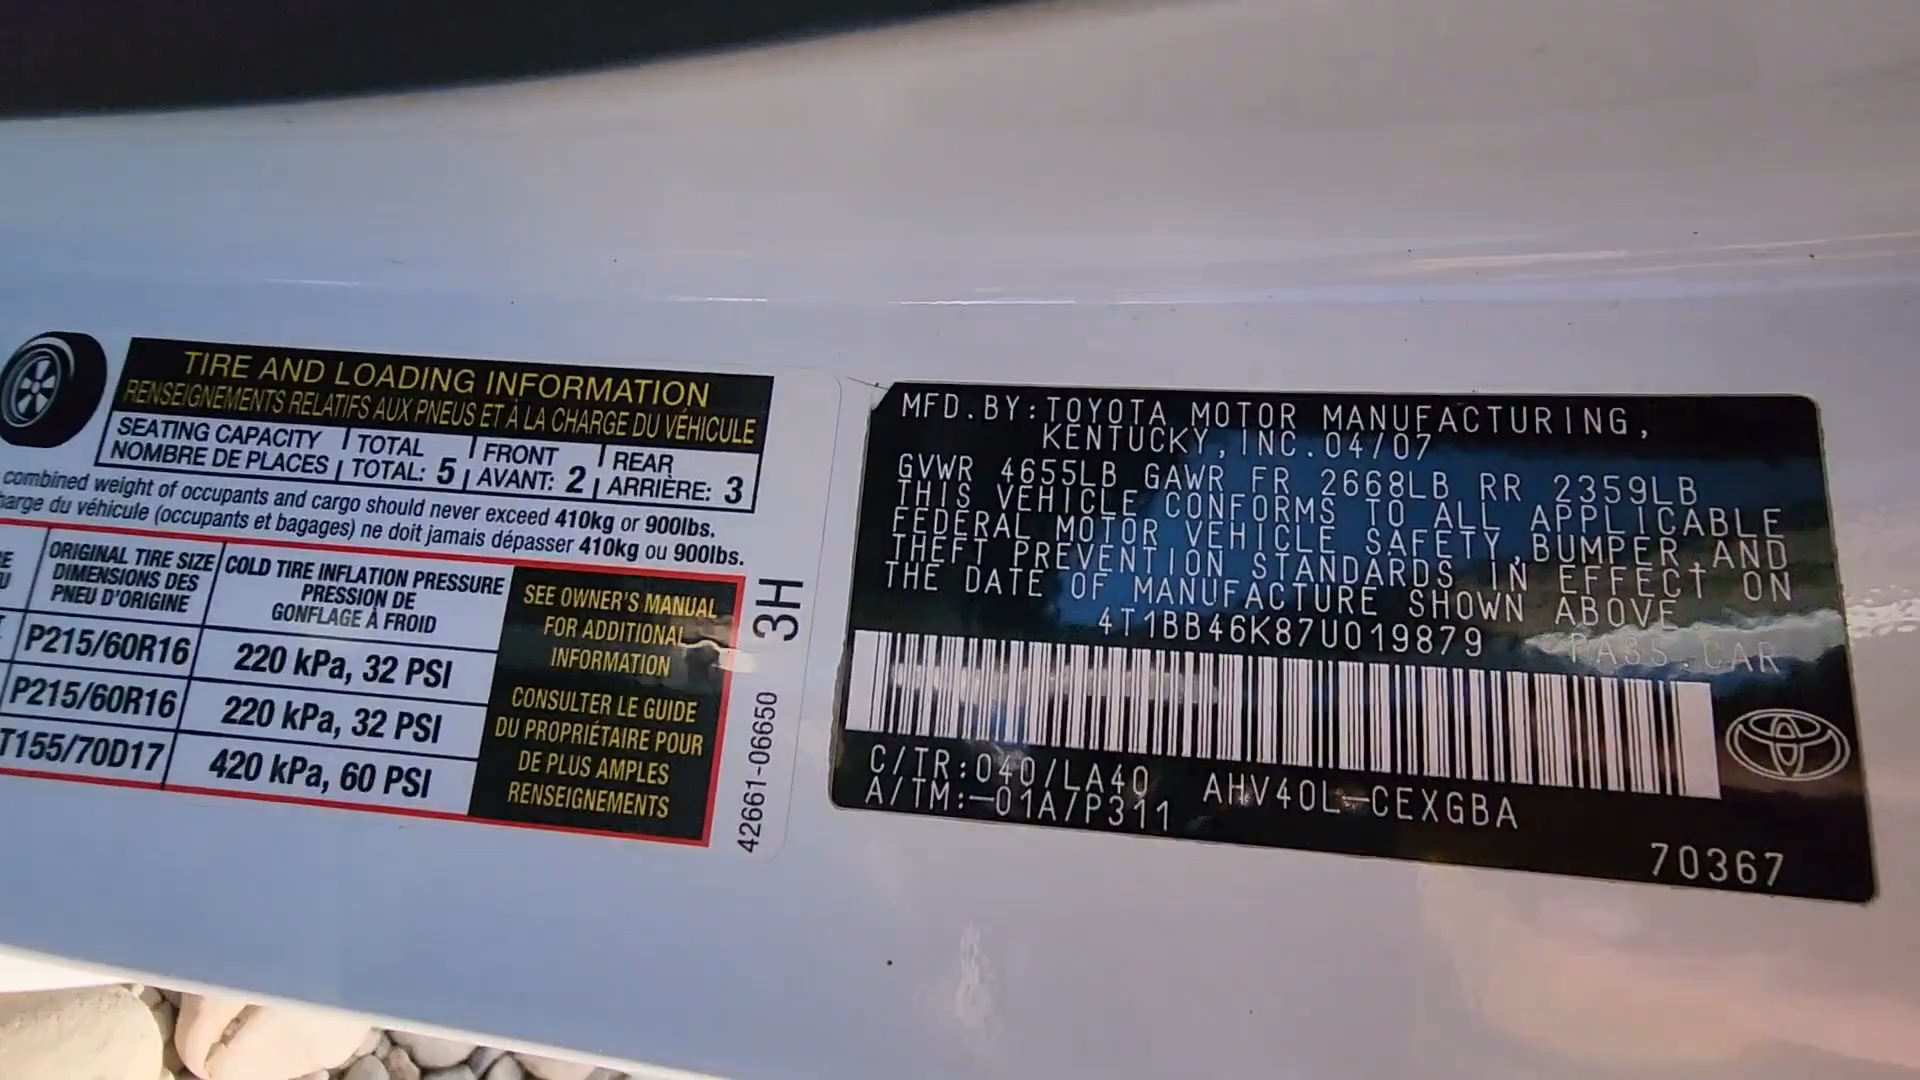 TIRE AND LOADING INFORMATION
RENSEIGNEMENTS RELATIFS AUX PNEUS ET À LA CHARGE DU VÉHICULE
SEATING CAPACITY TOTAL FRONT REAR
NOMBRE DE PLACES TOTAL: 5 AVANT: 2 ARRIÈRE: 3
combined weight of occupants and cargo should never exceed 410kg or 900lbs.
du véhicule (occupants et bagages) ne doit jamais dépasser 410kg ou 900lbs.
ORIGINAL TIRE SIZE
DIMENSIONS DES
PNEU D'ORIGINE
COLD TIRE INFLATION PRESSURE
PRESSION DE
GONFLAGE À FROID
P215/60R16 220 kPa, 32 PSI
P215/60R16 220 kPa, 32 PSI
T155/70D17 420 kPa, 60 PSI
SEE OWNER'S MANUAL
FOR ADDITIONAL
INFORMATION
CONSULTER LE GUIDE
DU PROPRIÉTAIRE POUR
DE PLUS AMPLES
RENSEIGNEMENTS
3H
42661-06650
MFD.BY:TOYOTA MOTOR MANUFACTURING,
KENTUCKY,INC.04/07
GVWR 4655LB GAWR FR 2668LB RR 2359LB
THIS VEHICLE CONFORMS TO ALL APPLICABLE
FEDERAL MOTOR VEHICLE SAFETY,BUMPER,AND
THEFT PREVENTION STANDARDS IN EFFECT ON
THE DATE OF MANUFACTURE SHOWN ABOVE.
4T1BB46K87U019879 PASS.CAR
C/TR:040/LA40 AHV40L-CEXGBA
A/TM:-01A/P311
70367